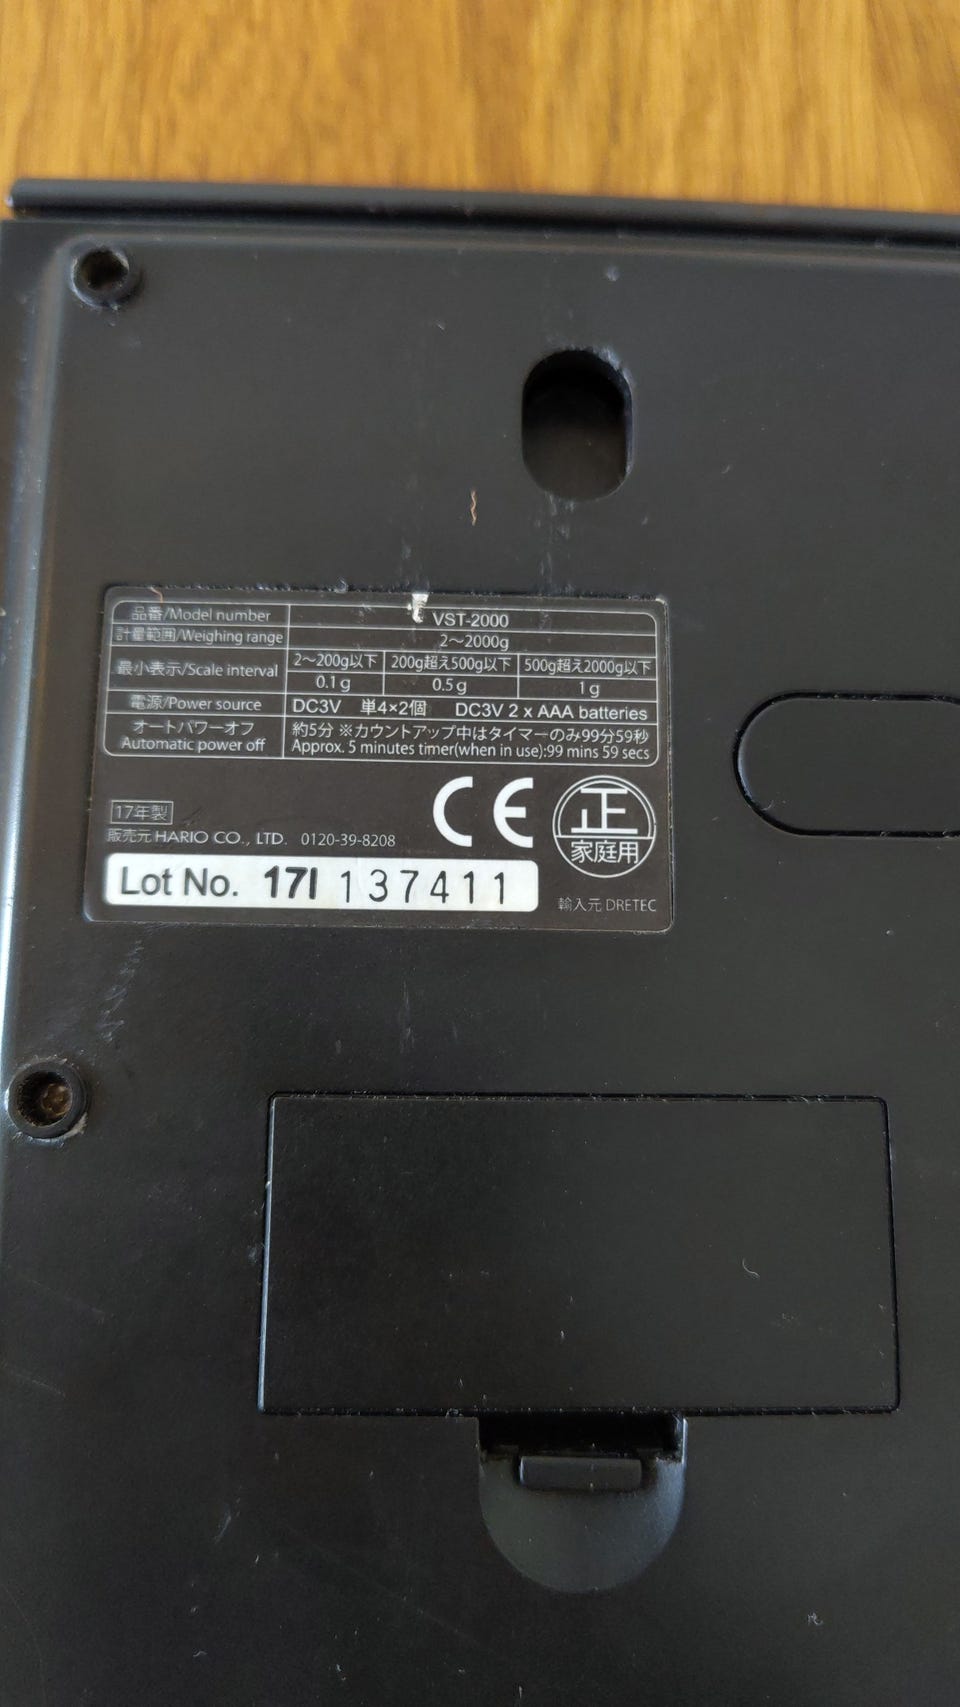 品番/Model number VST-2000
計量範囲/Weighing range 2〜2000g
最小表示/Scale interval 2〜200g以下 200g超え500g以下 500g超え2000g以下
0.1g 0.5g 1g
電源/Power source DC3V 単4×2個 DC3V 2 x AAA batteries
オートパワーオフ 約5分 ※カウントアップ中はタイマーのみ99分59秒
Automatic power off Approx. 5 minutes timer(when in use):99 mins 59 secs
17年製
販売元 HARIO CO., LTD. 0120-39-8208
CE
正
家庭用
Lot No. 17I 137411
輸入元 DRETEC